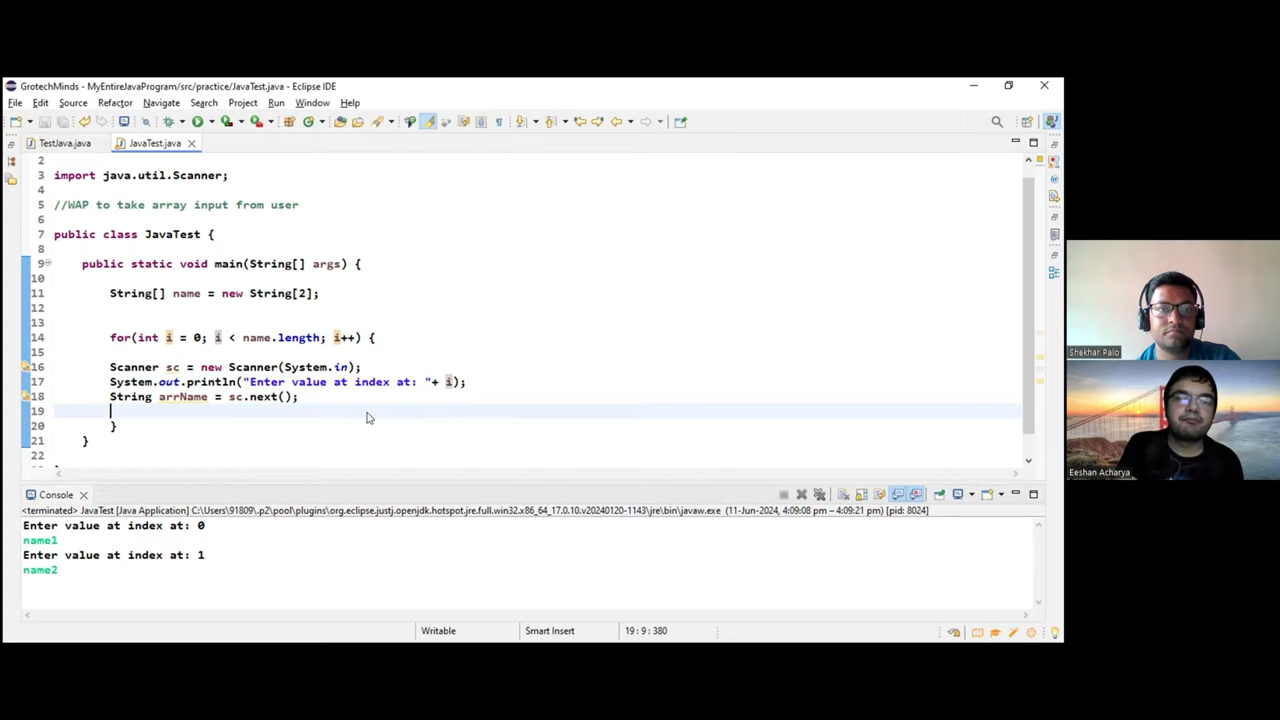 GrotechMinds - MyEntireJavaProgram/src/practice/JavaTest.java - Eclipse IDE
File Edit Source Refactor Navigate Search Project Run Window Help
TestJava.java JavaTest.java
2
3 import java.util.Scanner;
4
5 //WAP to take array input from user
6
7 public class JavaTest {
8
9 public static void main(String[] args) {
10
11 String[] name = new String[2];
12
13
14 for(int i = 0; i < name.length; i++) {
15
16 Scanner sc = new Scanner(System.in);
17 System.out.println("Enter value at index at: "+ i);
18 String arrName = sc.next();
19
20 }
21 }
22
Shekhar Palo
Eeshan Acharya
Console
<terminated> JavaTest [Java Application] C:\Users\91809\.p2\pool\plugins\org.eclipse.justj.openjdk.hotspot.jre.full.win32.x86_64_17.0.10.v20240120-1143\jre\bin\javaw.exe (11-Jun-2024, 4:09:08 pm – 4:09:21 pm) [pid: 8024]
Enter value at index at: 0
name1
Enter value at index at: 1
name2
Writable Smart Insert 19 : 9 : 380